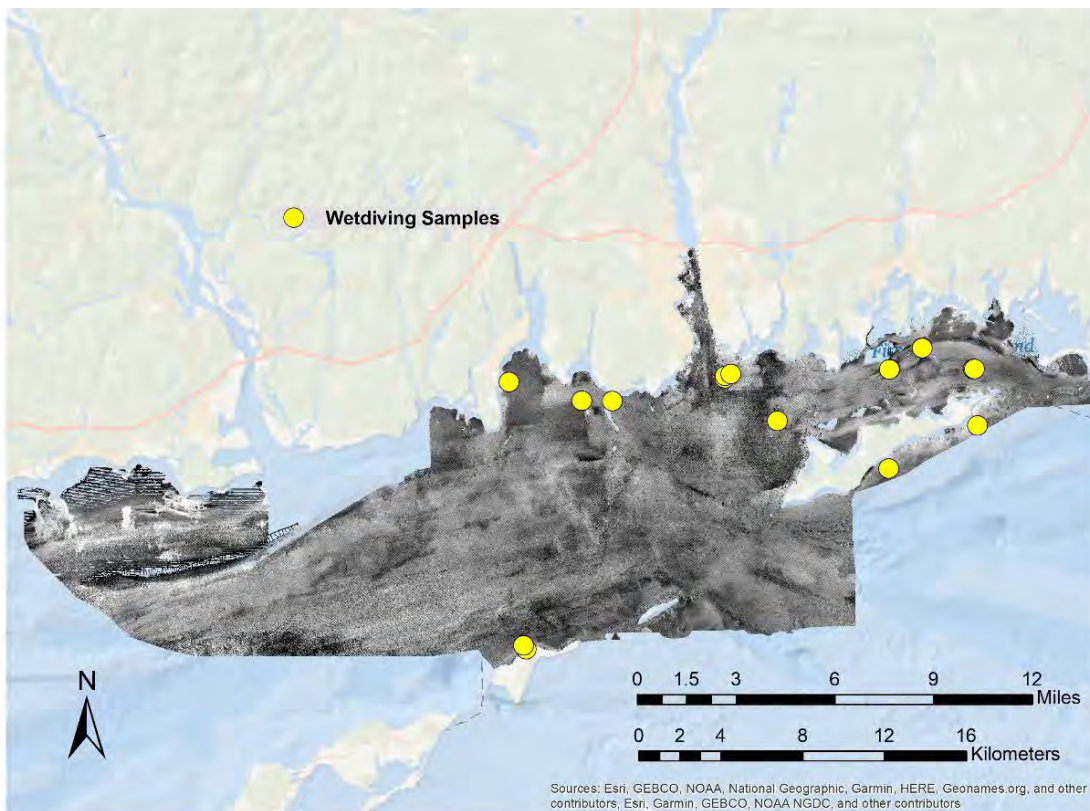 Wetdiving Samples
N
0 1.5 3 6 9 12
Miles
0 2 4 8 12 16
Kilometers
Sources: Esri, GEBCO, NOAA, National Geographic, Garmin, HERE, Geonames.org, and other
contributors, Esri, Garmin, GEBCO, NOAA NGDC, and other contributors